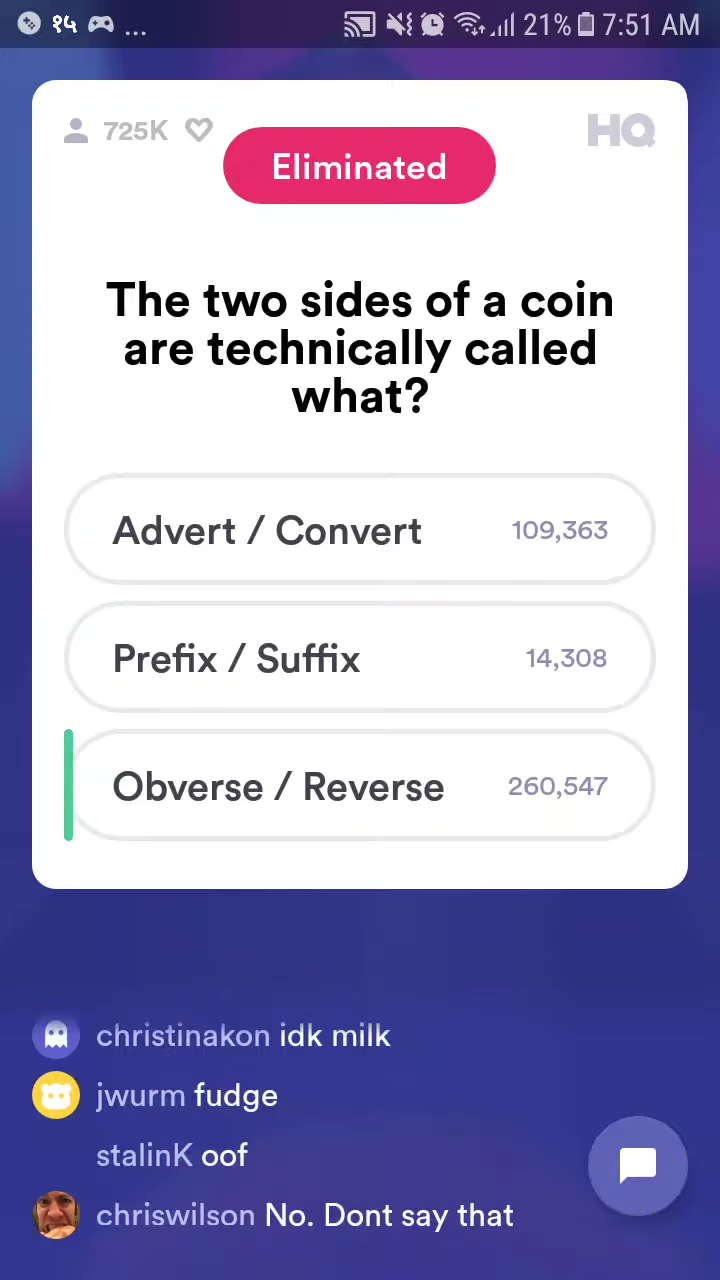 १५ ... 21% 7:51 AM
725K HQ
Eliminated
The two sides of a coin
are technically called
what?
Advert / Convert 109,363
Prefix / Suffix 14,308
Obverse / Reverse 260,547
christinakon idk milk
jwurm fudge
stalinK oof
chriswilson No. Dont say that